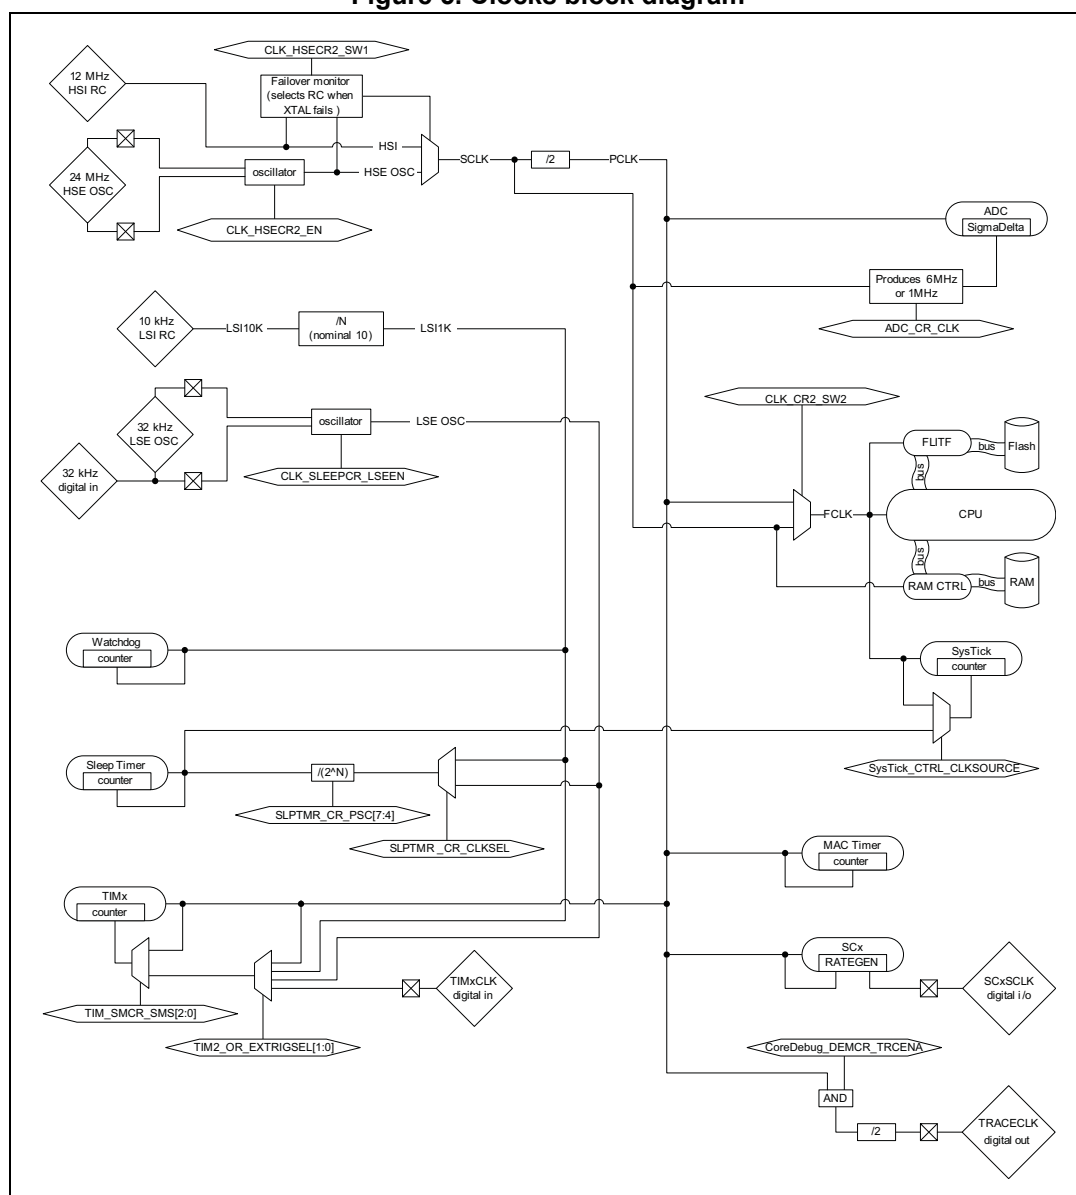 Figure 6. Clocks block diagram
CLK_HSECR2_SW1
12 MHz
HSI RC
Failover monitor
(selects RC when
XTAL fails )
HSI
SCLK
/2
PCLK
24 MHz
HSE OSC
oscillator
HSE OSC
CLK_HSECR2_EN
ADC
SigmaDelta
Produces 6MHz
or 1MHz
ADC_CR_CLK
10 kHz
LSI RC
LSI10K
/N
(nominal 10)
LSI1K
32 kHz
LSE OSC
oscillator
LSE OSC
32 kHz
digital in
CLK_SLEEPCR_LSEEN
CLK_CR2_SW2
FLITF
bus
Flash
bus
FCLK
CPU
bus
RAM CTRL
bus
RAM
Watchdog
counter
SysTick
counter
SysTick_CTRL_CLKSOURCE
Sleep Timer
counter
/(2^N)
SLPTMR_CR_PSC[7:4]
SLPTMR_CR_CLKSEL
MAC Timer
counter
TIMx
counter
TIM_SMCR_SMS[2:0]
TIM2_OR_EXTRIGSEL[1:0]
TIMxCLK
digital in
SCx
RATEGEN
SCxSCLK
digital i/o
CoreDebug_DEMCR_TRCENA
AND
/2
TRACECLK
digital out